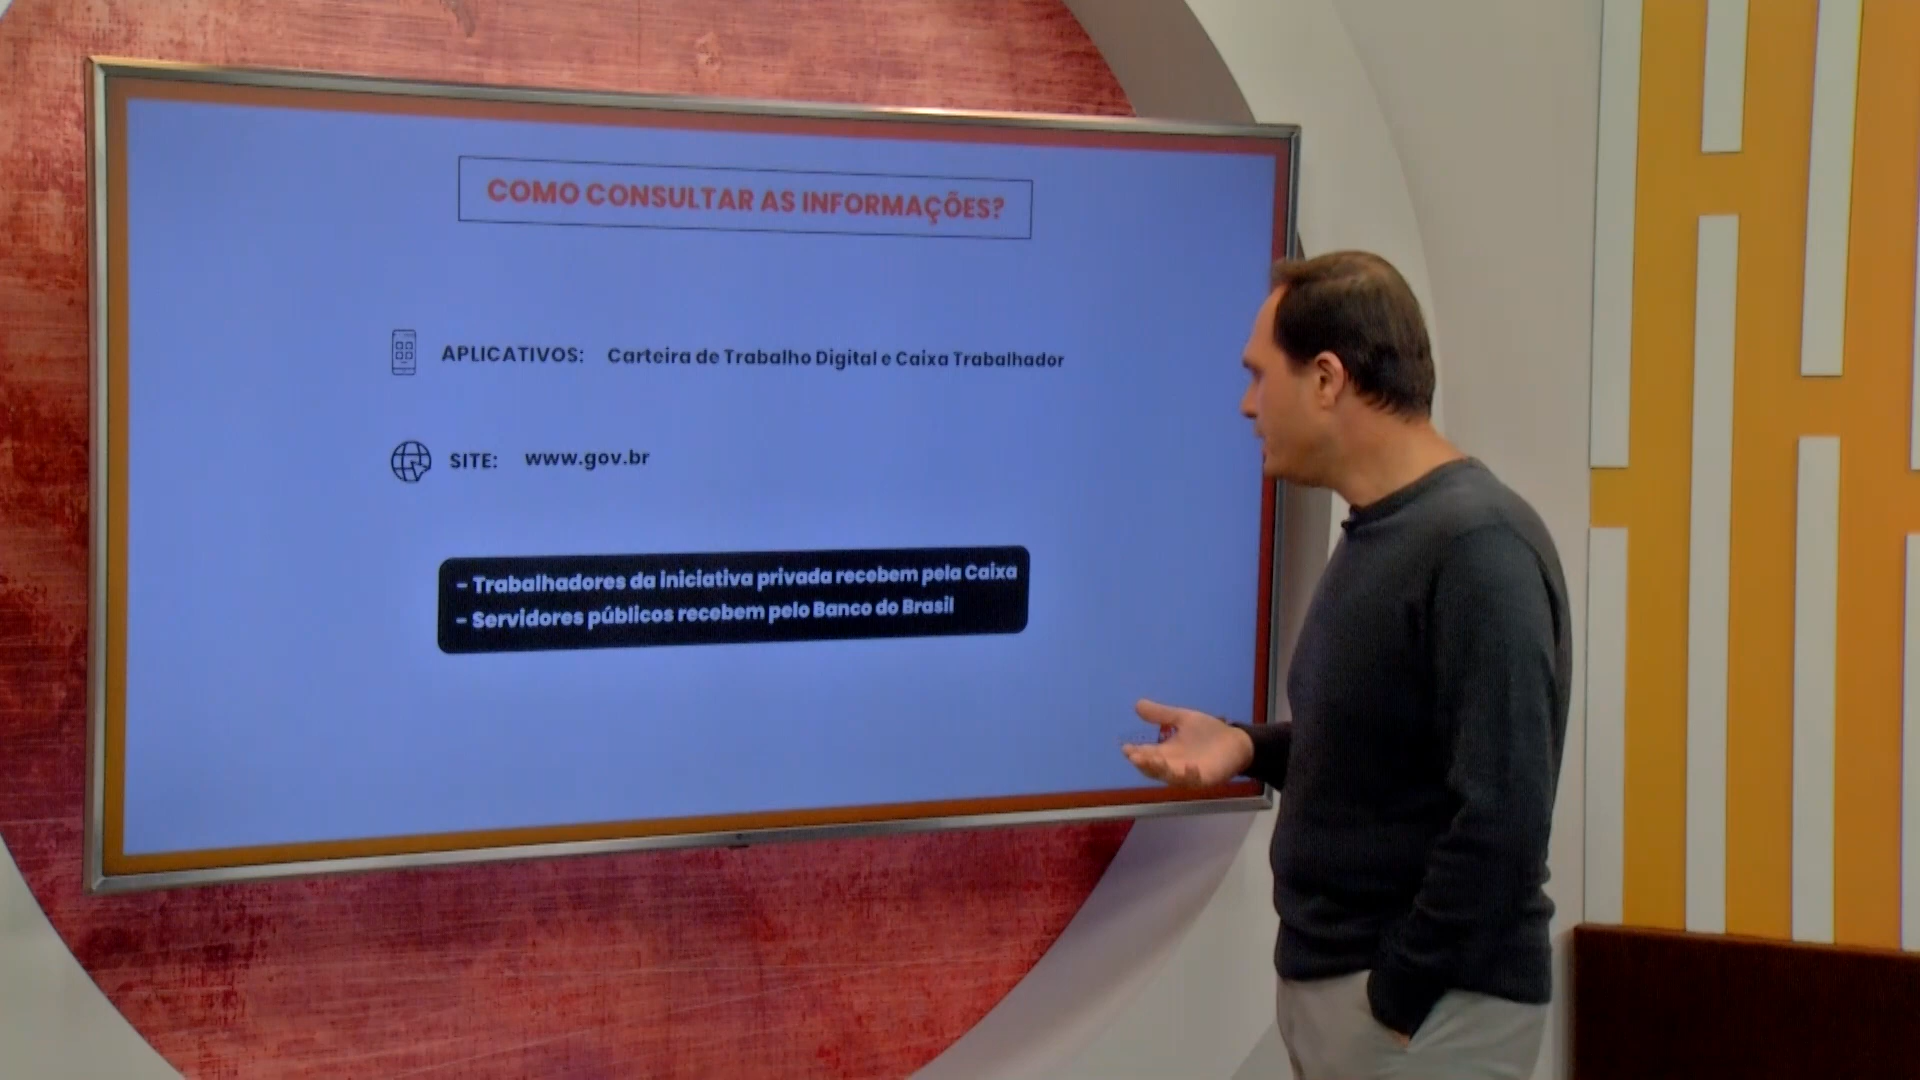 COMO CONSULTAR AS INFORMAÇÕES?
APLICATIVOS: Carteira de Trabalho Digital e Caixa Trabalhador
SITE: www.gov.br
- Trabalhadores da iniciativa privada recebem pela Caixa
- Servidores públicos recebem pelo Banco do Brasil